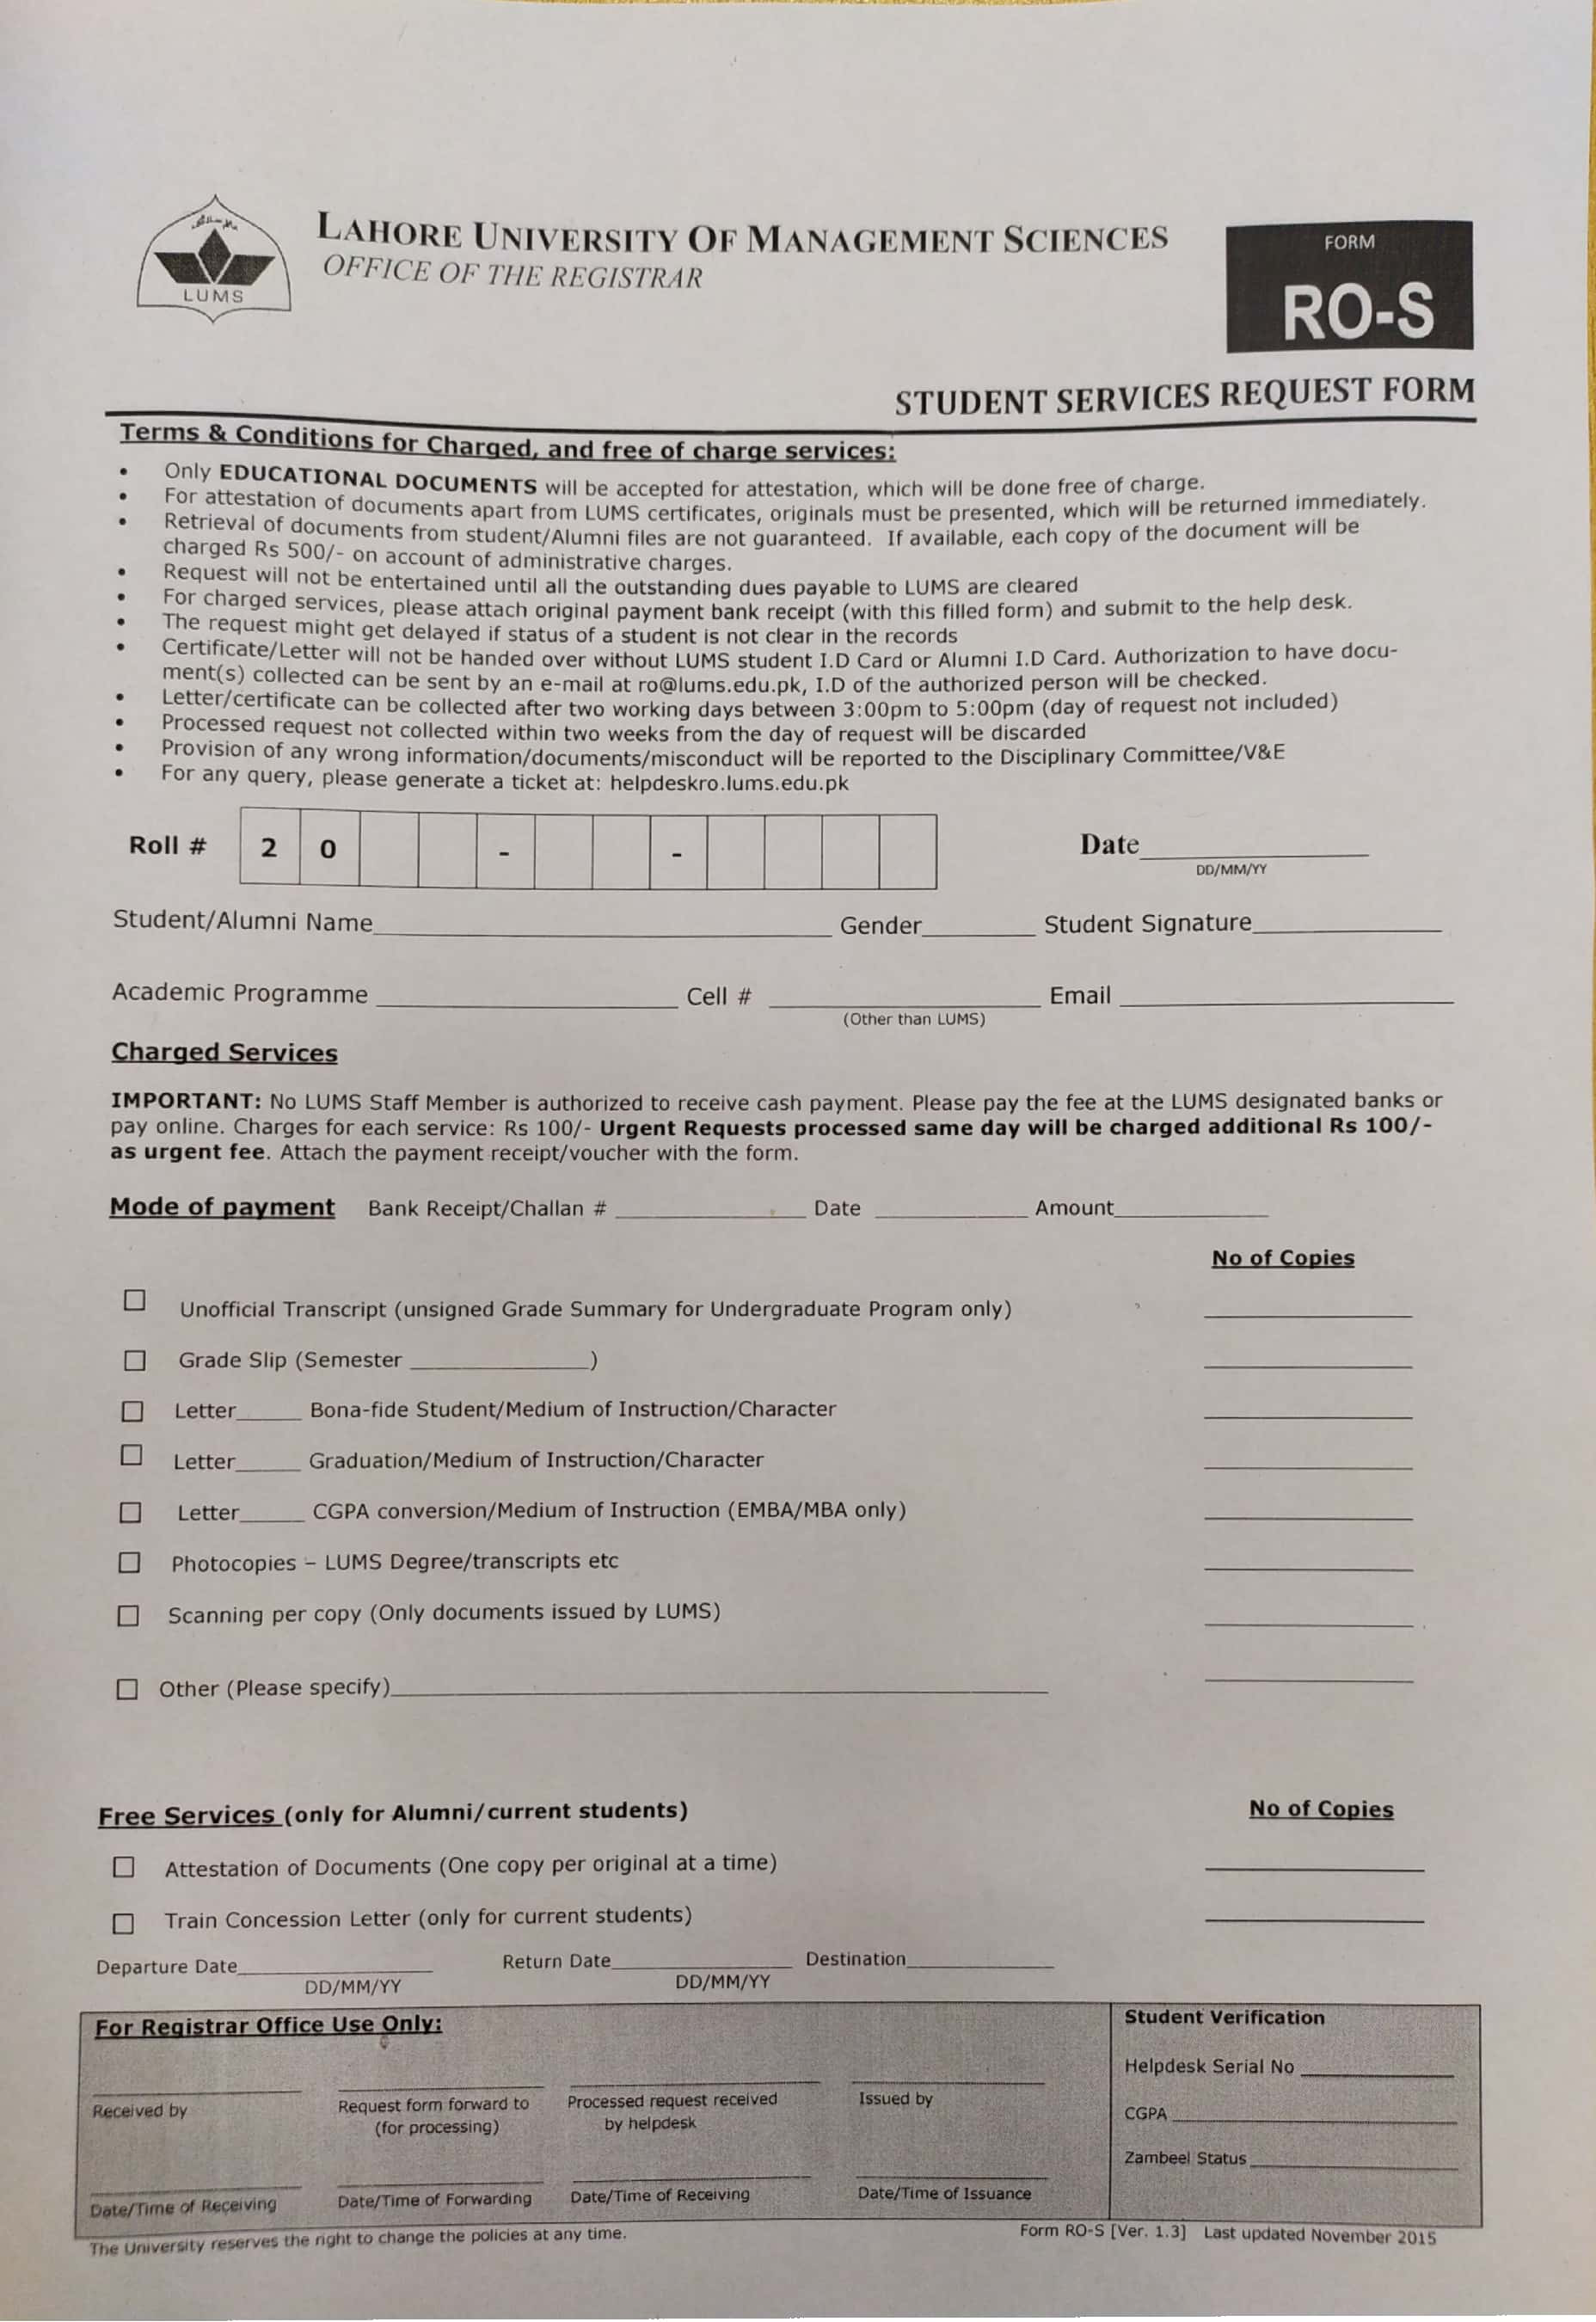 LUMS
LAHORE UNIVERSITY OF MANAGEMENT SCIENCES
OFFICE OF THE REGISTRAR
FORM
RO-S
STUDENT SERVICES REQUEST FORM
Terms & Conditions for Charged, and free of charge services:
• Only EDUCATIONAL DOCUMENTS will be accepted for attestation, which will be done free of charge.
• For attestation of documents apart from LUMS certificates, originals must be presented, which will be returned immediately.
• Retrieval of documents from student/Alumni files are not guaranteed. If available, each copy of the document will be
charged Rs 500/- on account of administrative charges.
• Request will not be entertained until all the outstanding dues payable to LUMS are cleared
• For charged services, please attach original payment bank receipt (with this filled form) and submit to the help desk.
• The request might get delayed if status of a student is not clear in the records
• Certificate/Letter will not be handed over without LUMS student I.D Card or Alumni I.D Card. Authorization to have docu-
ment(s) collected can be sent by an e-mail at ro@lums.edu.pk, I.D of the authorized person will be checked.
• Letter/certificate can be collected after two working days between 3:00pm to 5:00pm (day of request not included)
• Processed request not collected within two weeks from the day of request will be discarded
• Provision of any wrong information/documents/misconduct will be reported to the Disciplinary Committee/V&E
• For any query, please generate a ticket at: helpdeskro.lums.edu.pk
Roll # 2 0 - - Date
DD/MM/YY
Student/Alumni Name Gender Student Signature
Academic Programme Cell # Email
(Other than LUMS)
Charged Services
IMPORTANT: No LUMS Staff Member is authorized to receive cash payment. Please pay the fee at the LUMS designated banks or
pay online. Charges for each service: Rs 100/- Urgent Requests processed same day will be charged additional Rs 100/-
as urgent fee. Attach the payment receipt/voucher with the form.
Mode of payment Bank Receipt/Challan # Date Amount
No of Copies
Unofficial Transcript (unsigned Grade Summary for Undergraduate Program only)
Grade Slip (Semester )
Letter Bona-fide Student/Medium of Instruction/Character
Letter Graduation/Medium of Instruction/Character
Letter CGPA conversion/Medium of Instruction (EMBA/MBA only)
Photocopies – LUMS Degree/transcripts etc
Scanning per copy (Only documents issued by LUMS)
Other (Please specify)
Free Services (only for Alumni/current students) No of Copies
Attestation of Documents (One copy per original at a time)
Train Concession Letter (only for current students)
Departure Date Return Date Destination
DD/MM/YY DD/MM/YY
For Registrar Office Use Only:
Received by
Request form forward to
(for processing)
Processed request received
by helpdesk
Issued by
Date/Time of Receiving
Date/Time of Forwarding
Date/Time of Receiving
Date/Time of Issuance
Student Verification
Helpdesk Serial No
CGPA
Zambeel Status
The University reserves the right to change the policies at any time.
Form RO-S [Ver. 1.3] Last updated November 2015